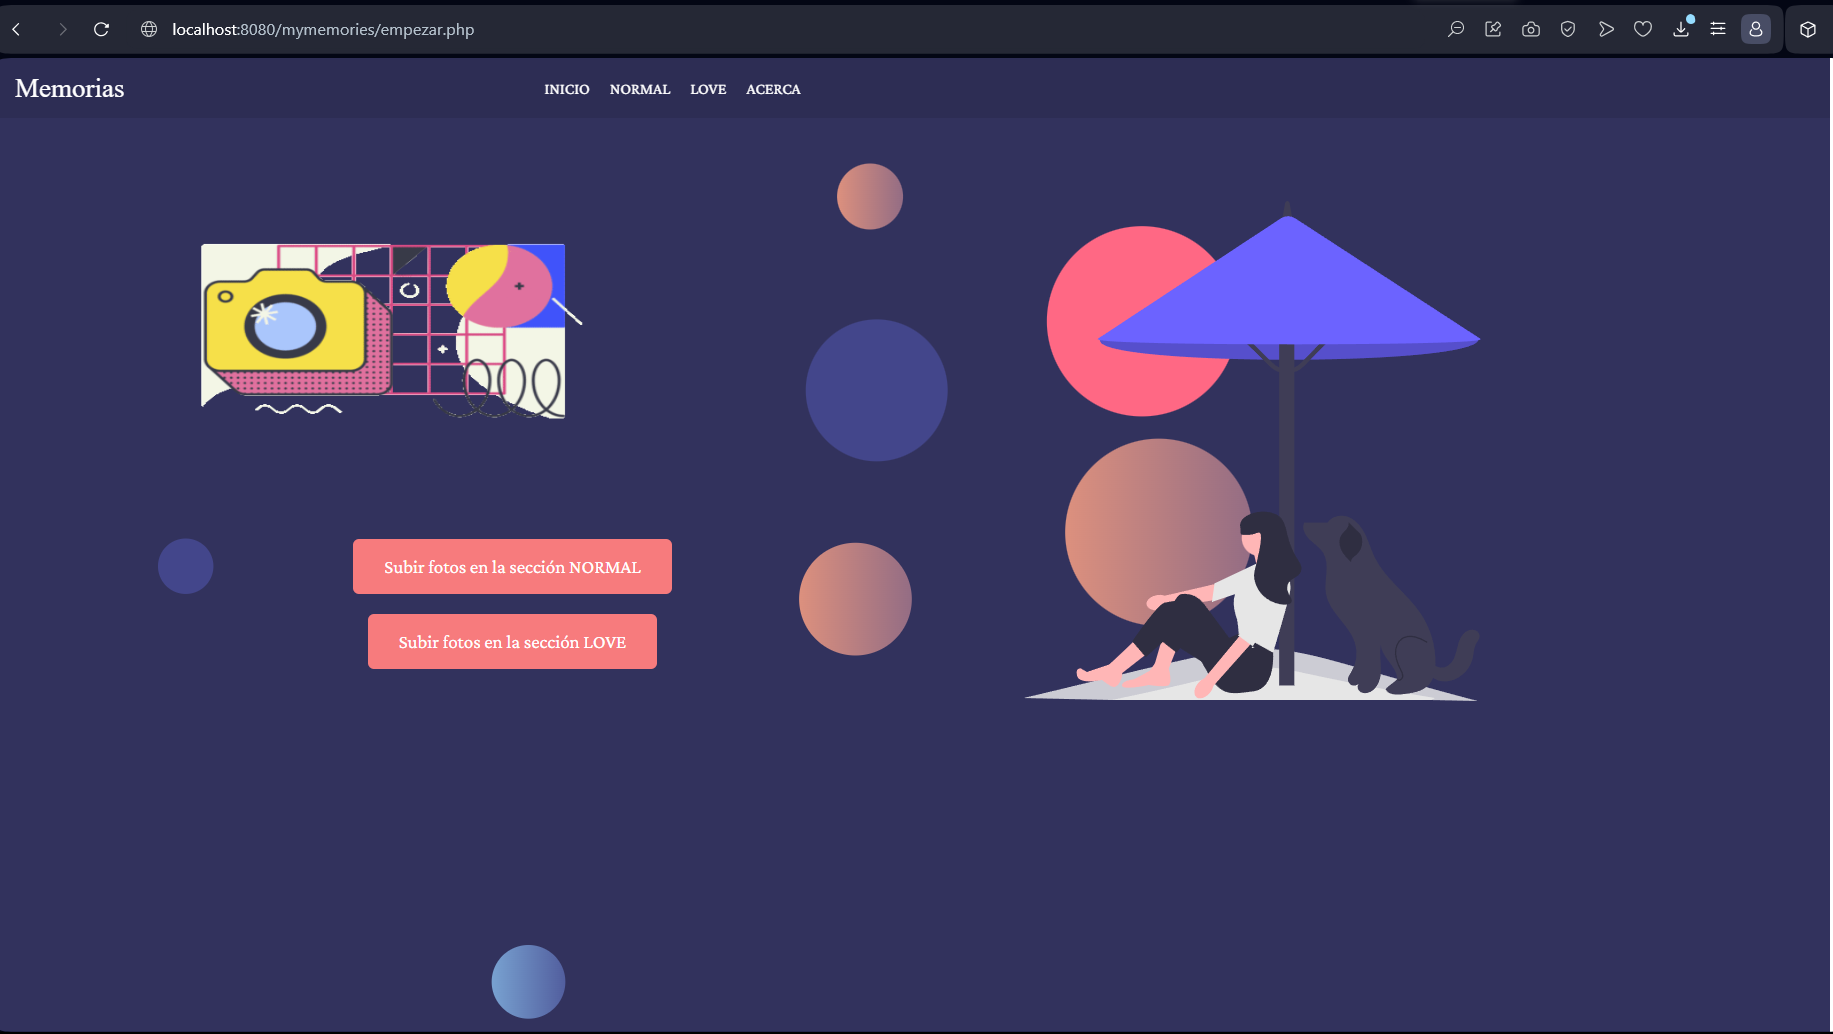 localhost:8080/mymemories/empezar.php
Memorias
INICIO NORMAL LOVE ACERCA
Subir fotos en la sección NORMAL
Subir fotos en la sección LOVE